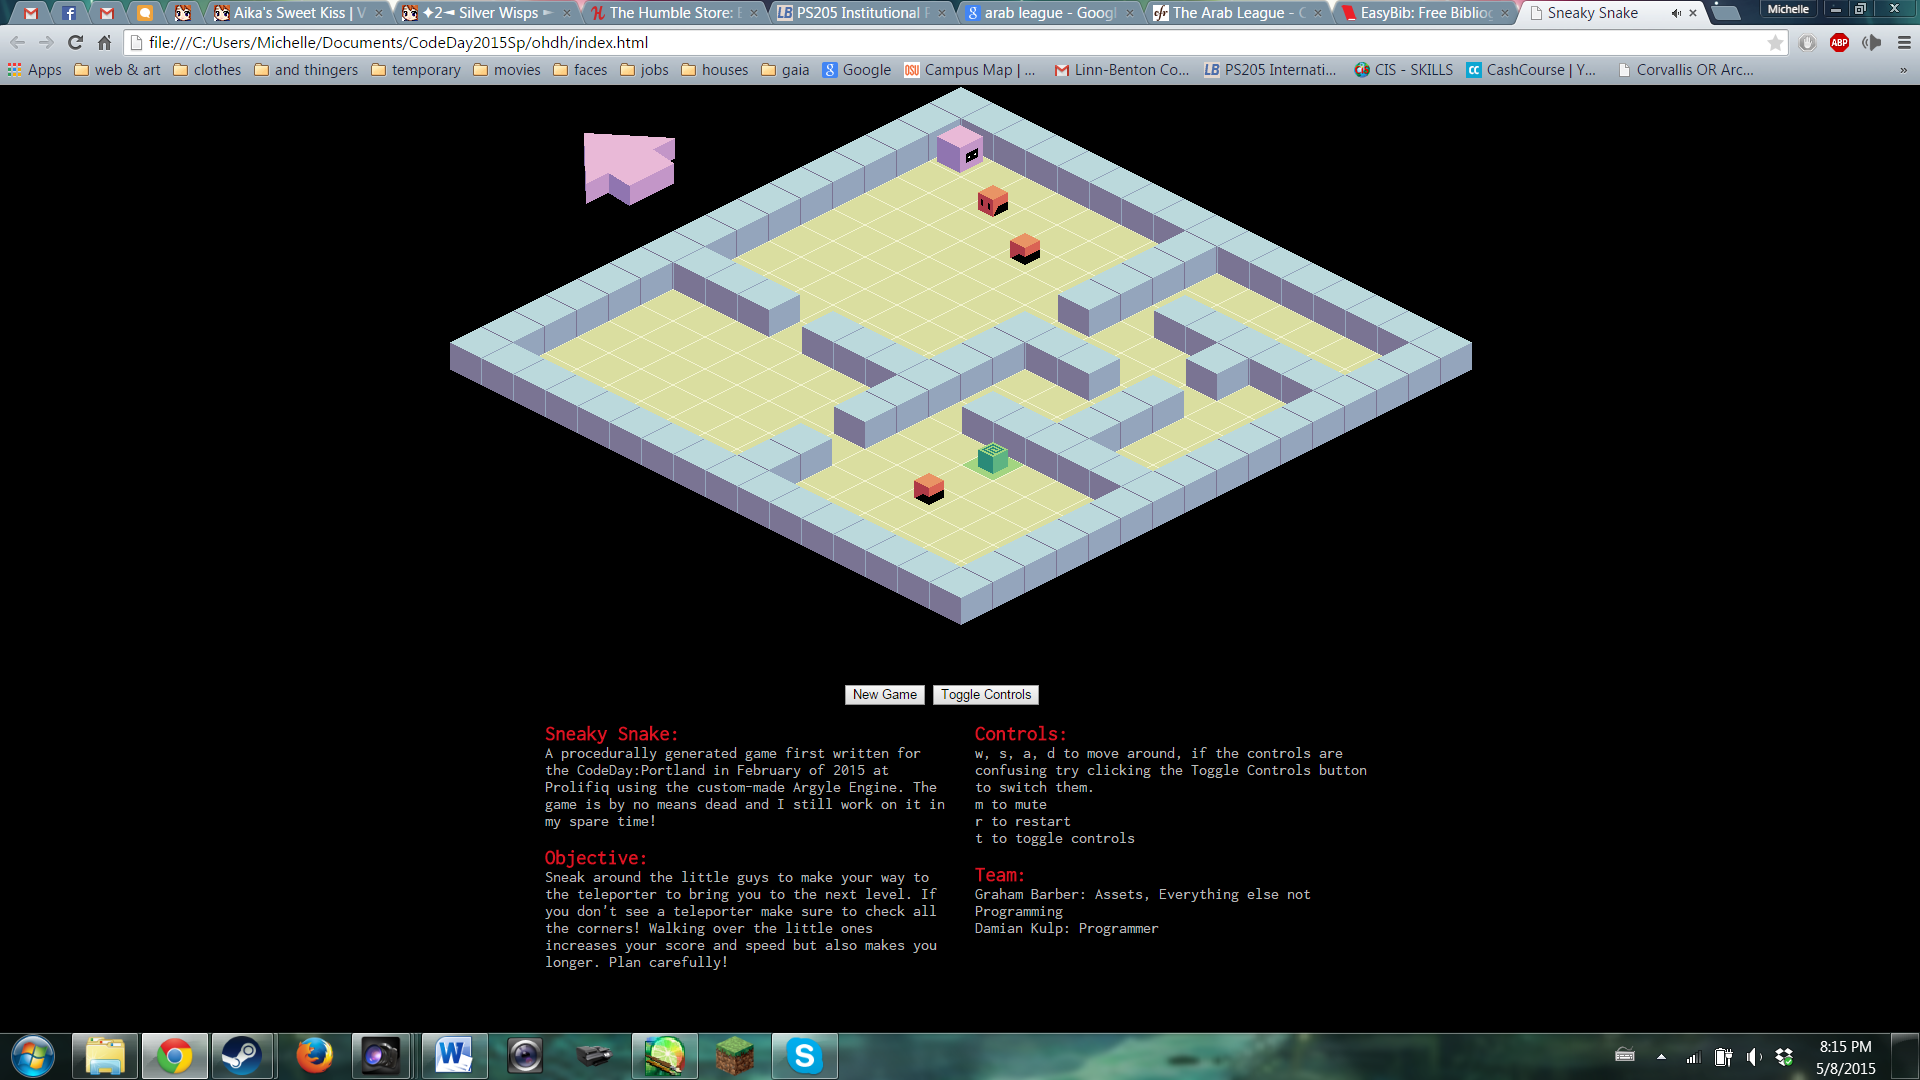 Aika's Sweet Kiss | V
✦2◄ Silver Wisps ►
The Humble Store: E
PS205 Institutional P
arab league - Googl
The Arab League - C
EasyBib: Free Bibliog
Sneaky Snake
Michelle
file:///C:/Users/Michelle/Documents/CodeDay2015Sp/ohdh/index.html
ABP
Apps
web & art
clothes
and thingers
temporary
movies
faces
jobs
houses
gaia
Google
Campus Map | ...
Linn-Benton Co...
PS205 Internati...
CIS - SKILLS
CashCourse | Y...
Corvallis OR Arc...
»
New Game
Toggle Controls
Sneaky Snake:
A procedurally generated game first written for
the CodeDay:Portland in February of 2015 at
Prolifiq using the custom-made Argyle Engine. The
game is by no means dead and I still work on it in
my spare time!
Objective:
Sneak around the little guys to make your way to
the teleporter to bring you to the next level. If
you don't see a teleporter make sure to check all
the corners! Walking over the little ones
increases your score and speed but also makes you
longer. Plan carefully!
Controls:
w, s, a, d to move around, if the controls are
confusing try clicking the Toggle Controls button
to switch them.
m to mute
r to restart
t to toggle controls
Team:
Graham Barber: Assets, Everything else not
Programming
Damian Kulp: Programmer
8:15 PM
5/8/2015